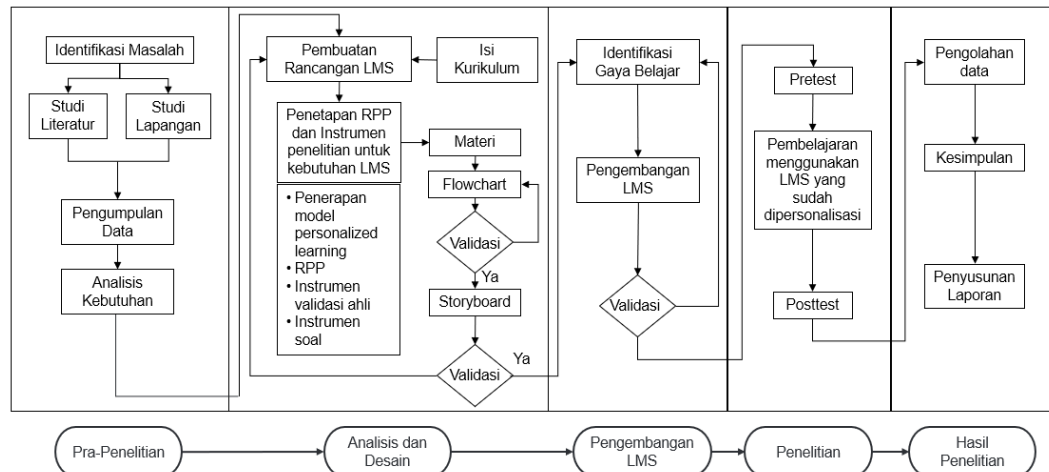 Identifikasi Masalah
Studi
Literatur
Studi
Lapangan
Pengumpulan
Data
Analisis
Kebutuhan
Pembuatan
Rancangan LMS
Isi
Kurikulum
Penetapan RPP
dan Instrumen
penelitian untuk
kebutuhan LMS
• Penerapan
model
personalized
learning
• RPP
• Instrumen
validasi ahli
• Instrumen
soal
Materi
Flowchart
Validasi
Ya
Storyboard
Validasi
Ya
Identifikasi
Gaya Belajar
Pengembangan
LMS
Validasi
Pretest
Pembelajaran
menggunakan
LMS yang
sudah
dipersonalisasi
Posttest
Pengolahan
data
Kesimpulan
Penyusunan
Laporan
Pra-Penelitian
Analisis dan
Desain
Pengembangan
LMS
Penelitian
Hasil
Penelitian